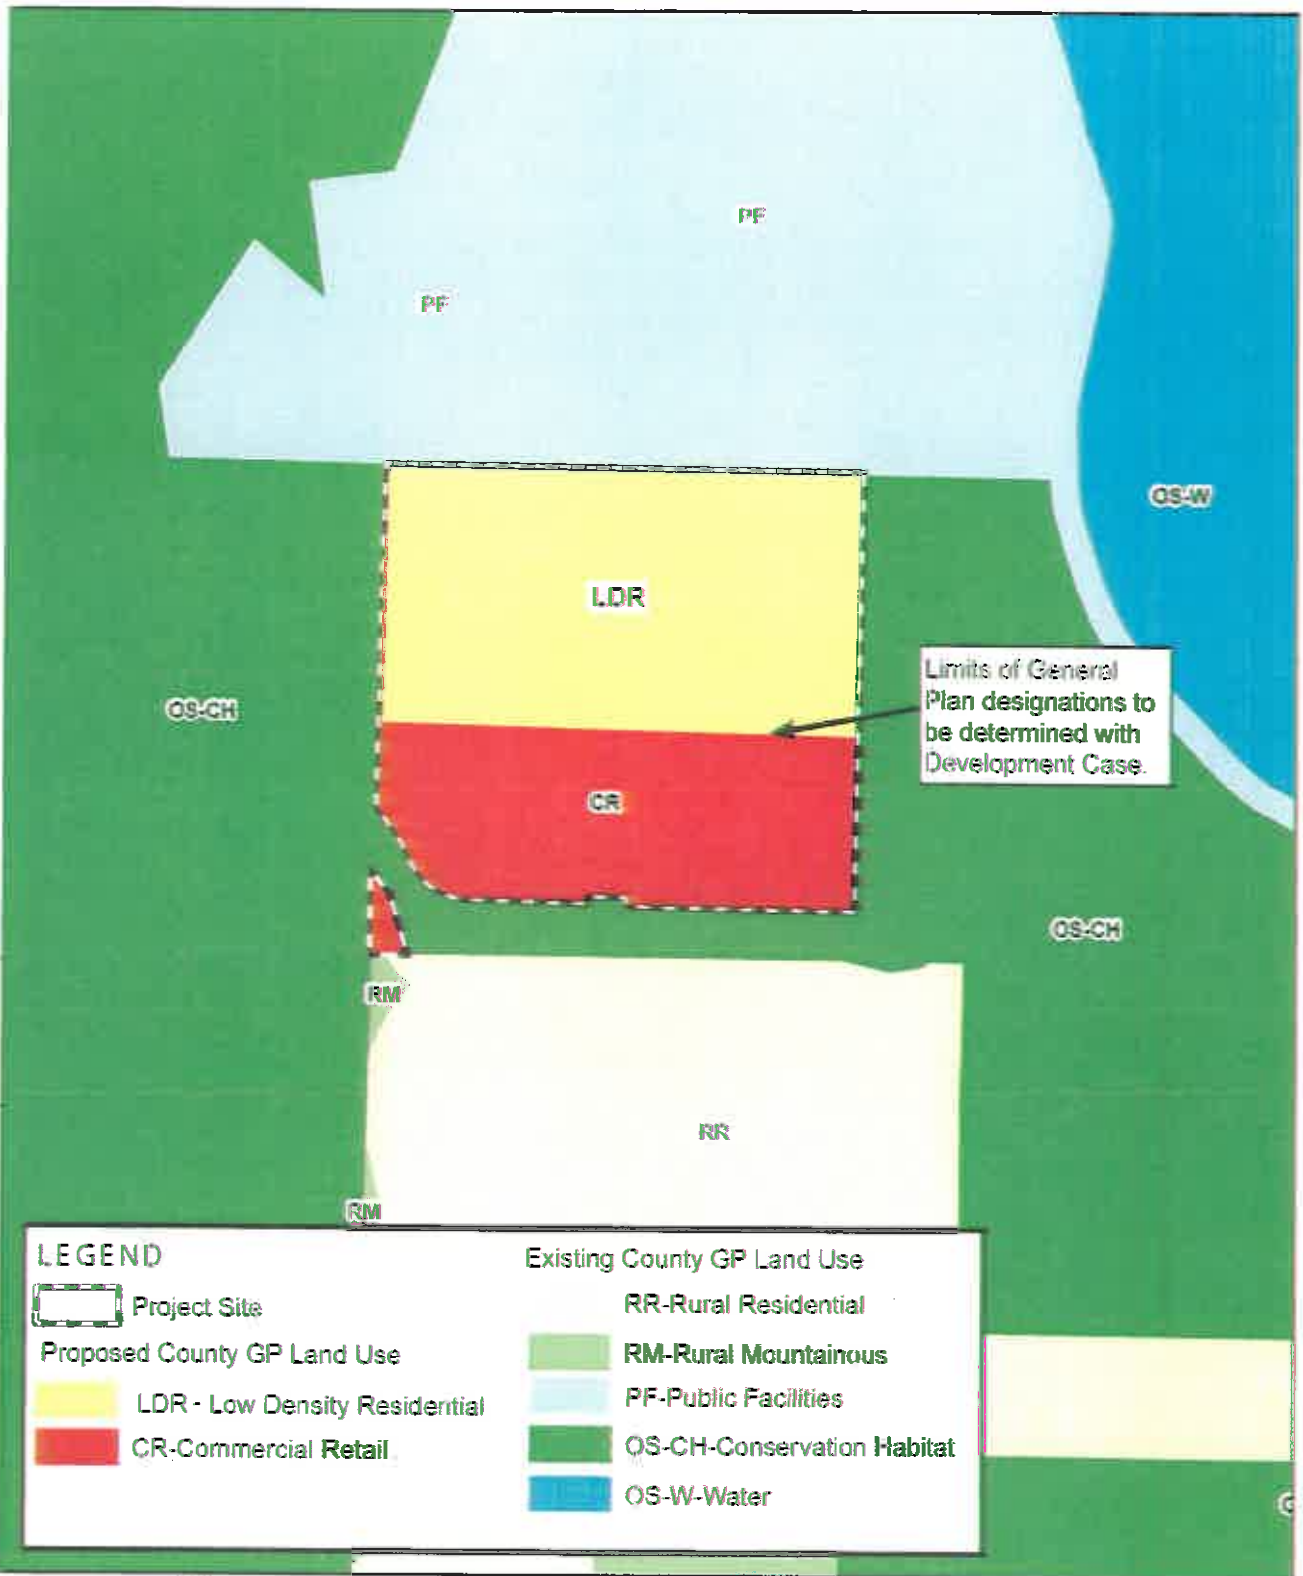 PF
PF
OS-W
LDR
Limits of General
Plan designations to
be determined with
Development Case.
OS-CH
CR
OS-CH
RM
RR
RM
LEGEND
Project Site
Proposed County GP Land Use
LDR - Low Density Residential
CR-Commercial Retail
Existing County GP Land Use
RR-Rural Residential
RM-Rural Mountainous
PF-Public Facilities
OS-CH-Conservation Habitat
OS-W-Water